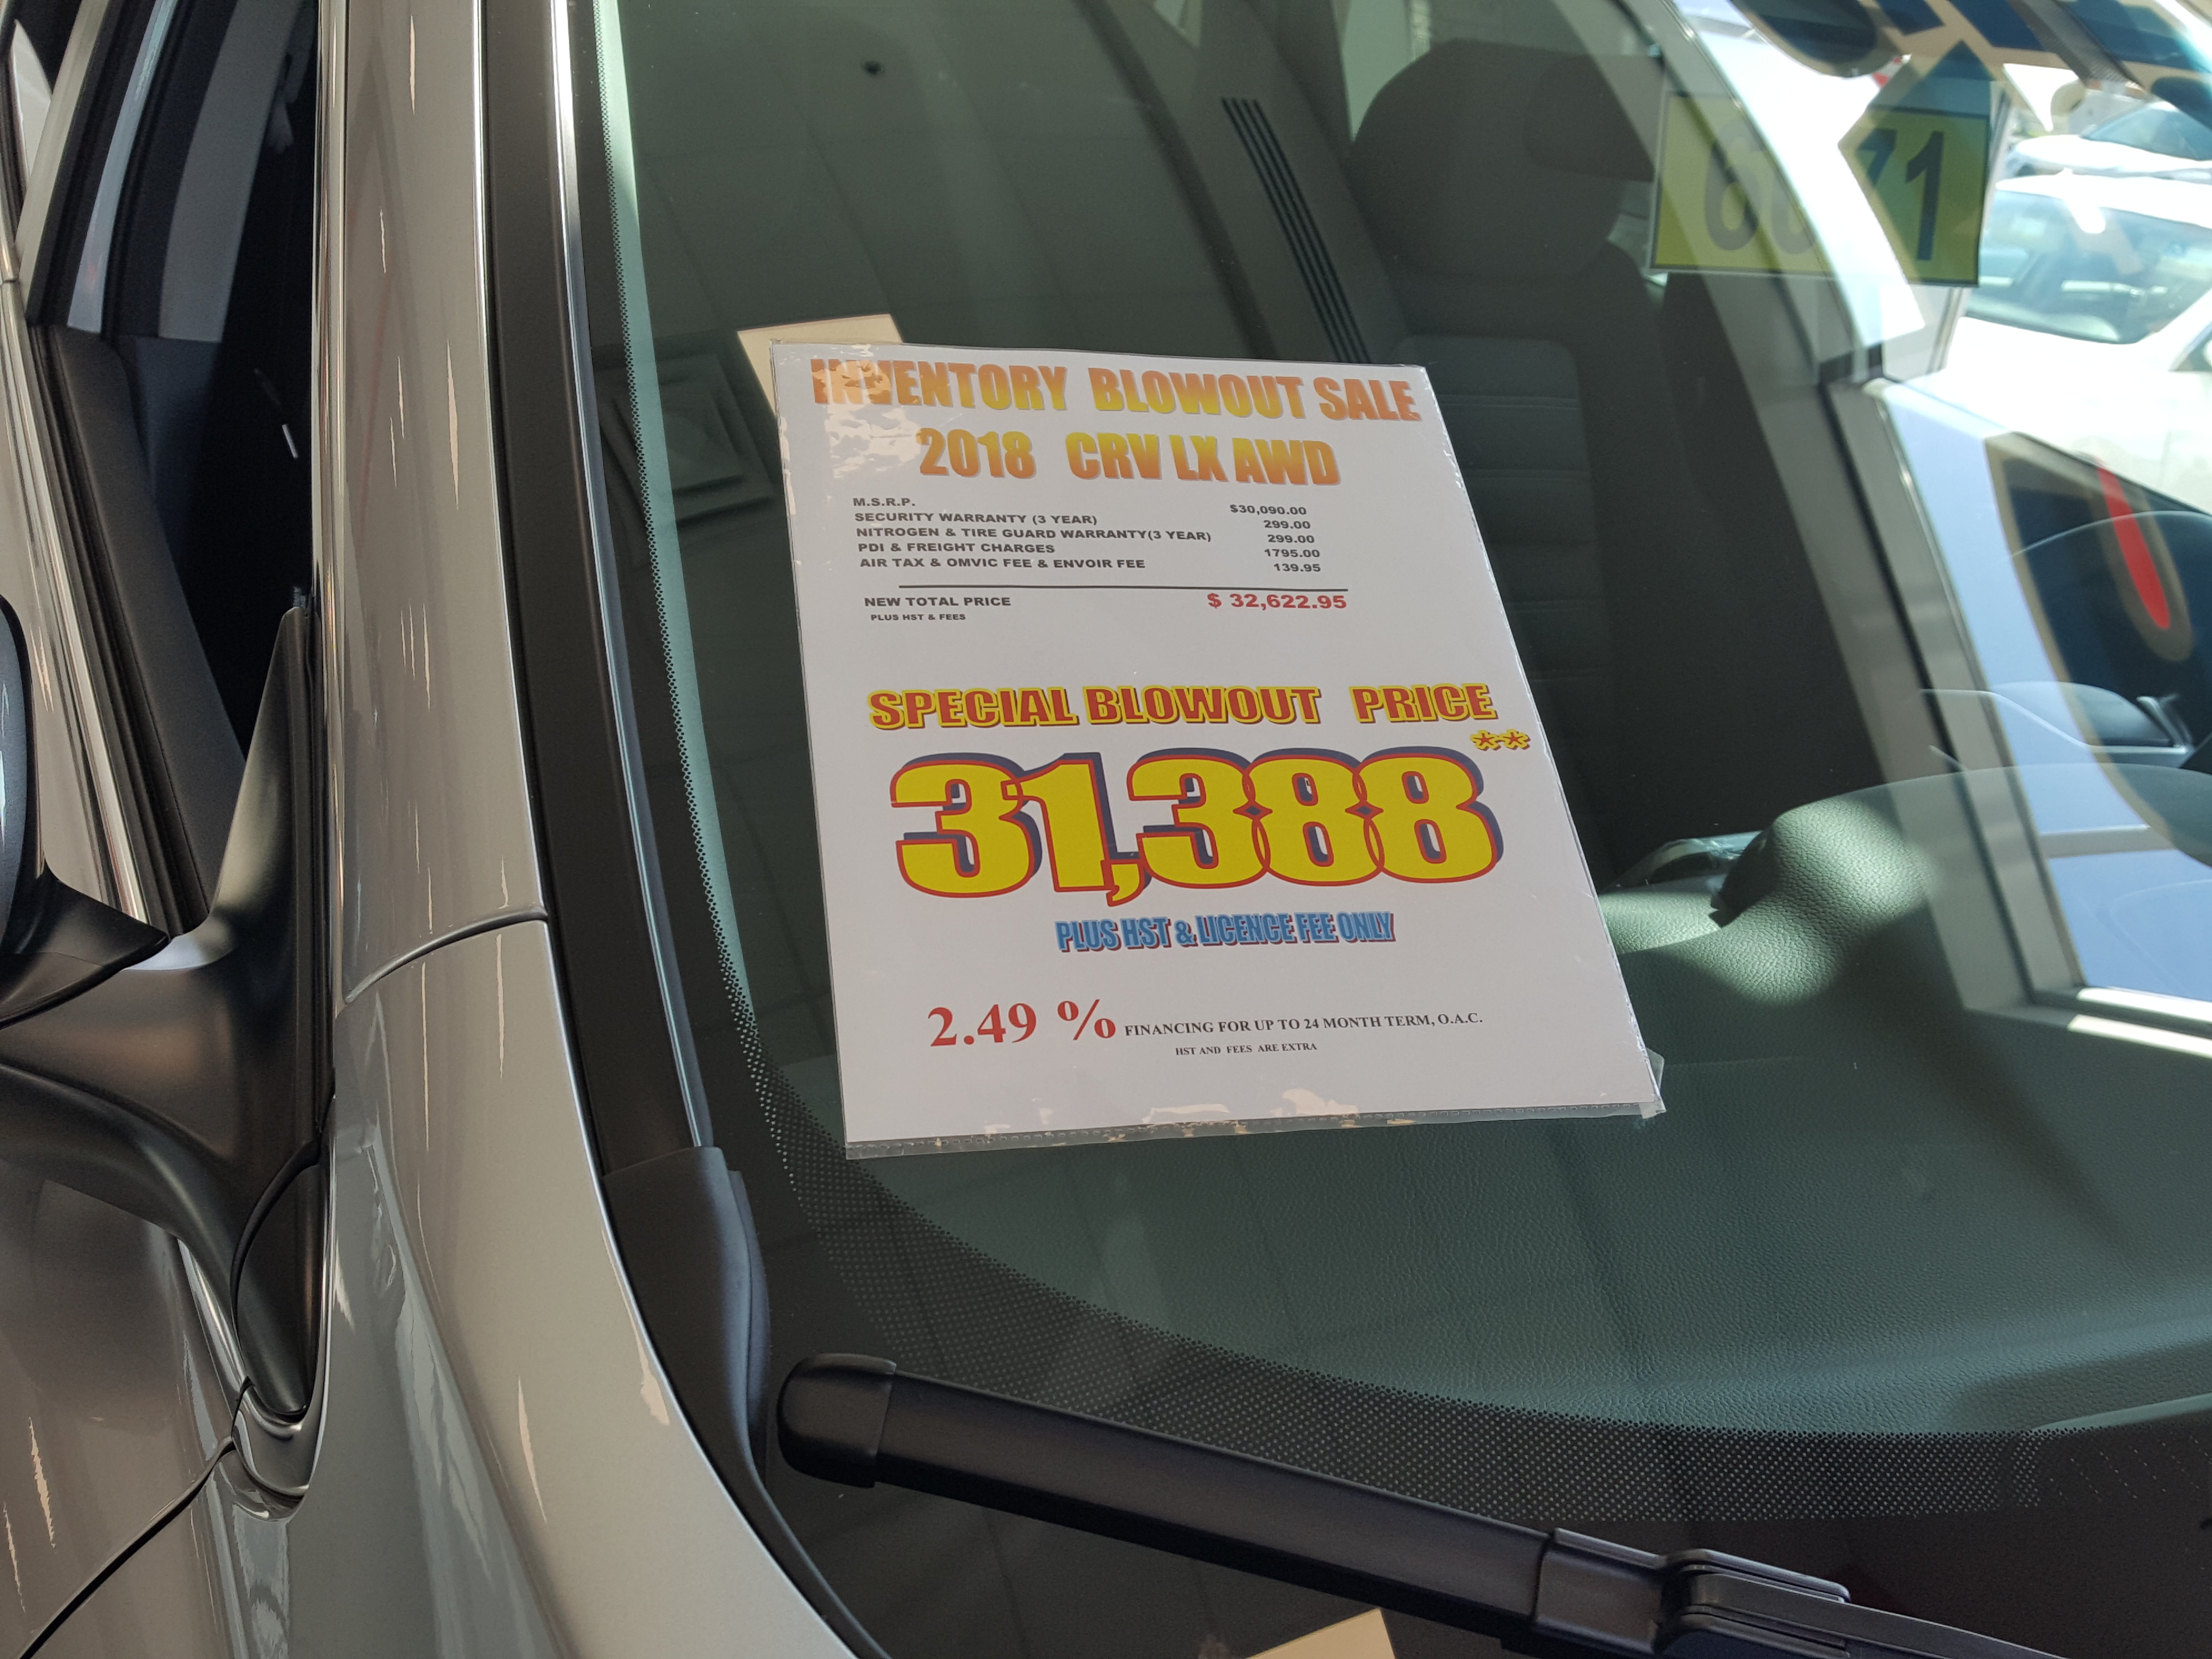 INVENTORY BLOWOUT SALE
2018 CRV LX AWD
M.S.R.P. $30,090.00
SECURITY WARRANTY (3 YEAR) 299.00
NITROGEN & TIRE GUARD WARRANTY(3 YEAR) 299.00
PDI & FREIGHT CHARGES 1795.00
AIR TAX & OMVIC FEE & ENVOIR FEE 139.95
NEW TOTAL PRICE $ 32,622.95
PLUS HST & FEES
SPECIAL BLOWOUT PRICE
**
31,388
PLUS HST & LICENCE FEE ONLY
2.49 % FINANCING FOR UP TO 24 MONTH TERM, O.A.C.
HST AND FEES ARE EXTRA